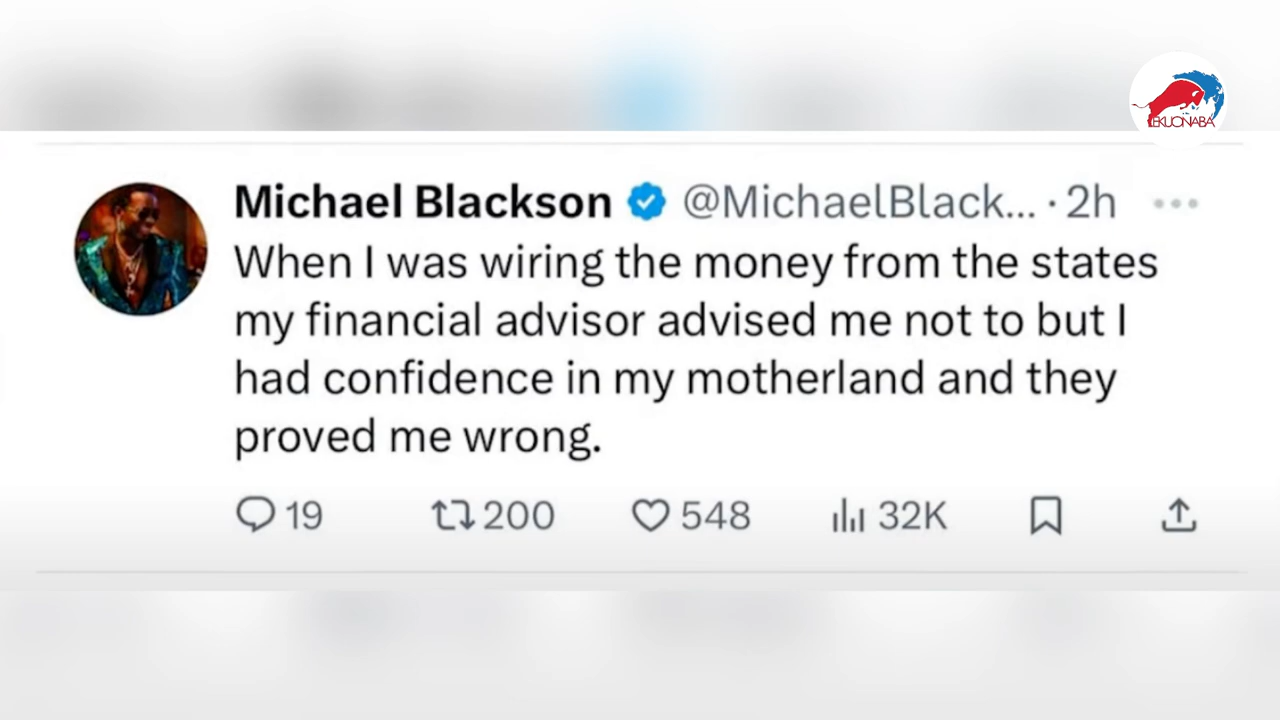 EKUONABA
Michael Blackson @MichaelBlack... · 2h
When I was wiring the money from the states
my financial advisor advised me not to but I
had confidence in my motherland and they
proved me wrong.
19 200 548 32K